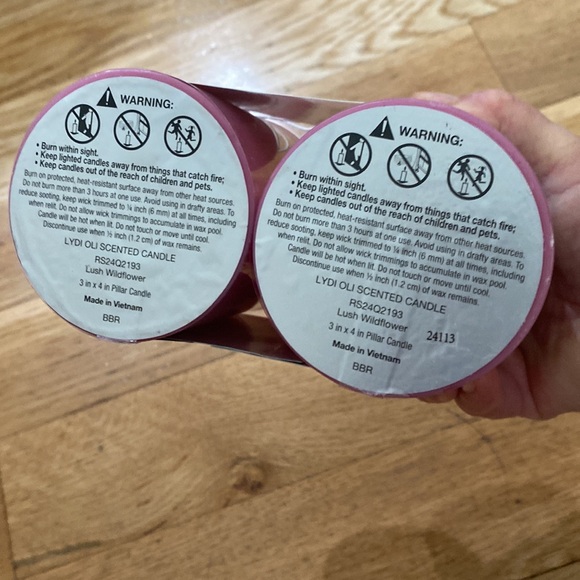 WARNING:
• Burn within sight.
• Keep lighted candles away from things that catch fire;
• Keep candles out of the reach of children and pets.
Burn on protected, heat-resistant surface away from other heat sources.
Do not burn more than 3 hours at one use. Avoid using in drafty areas. To
reduce sooting, keep wick trimmed to ¼ inch (6 mm) at all times, including
when relit. Do not allow wick trimmings to accumulate in wax pool.
Candle will be hot when lit. Do not touch or move until cool.
Discontinue use when ½ inch (1.2 cm) of wax remains.
LYDI OLI SCENTED CANDLE
RS24Q2193
Lush Wildflower
3 in x 4 in Pillar Candle
Made in Vietnam
BBR
WARNING:
• Burn within sight.
• Keep lighted candles away from things that catch fire;
• Keep candles out of the reach of children and pets.
Burn on protected, heat-resistant surface away from other heat sources.
Do not burn more than 3 hours at one use. Avoid using in drafty areas. To
reduce sooting, keep wick trimmed to ¼ inch (6 mm) at all times, including
when relit. Do not allow wick trimmings to accumulate in wax pool.
Candle will be hot when lit. Do not touch or move until cool.
Discontinue use when ½ inch (1.2 cm) of wax remains.
LYDI OLI SCENTED CANDLE
RS24Q2193
Lush Wildflower
3 in x 4 in Pillar Candle
24113
Made in Vietnam
BBR